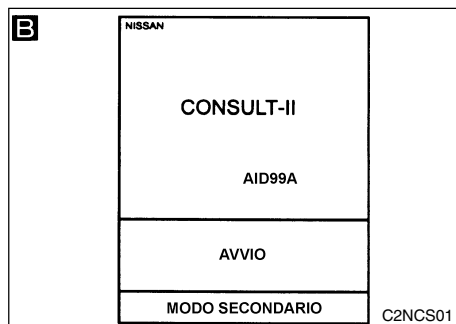 B
NISSAN
CONSULT-II
AID99A
AVVIO
MODO SECONDARIO
C2NCS01